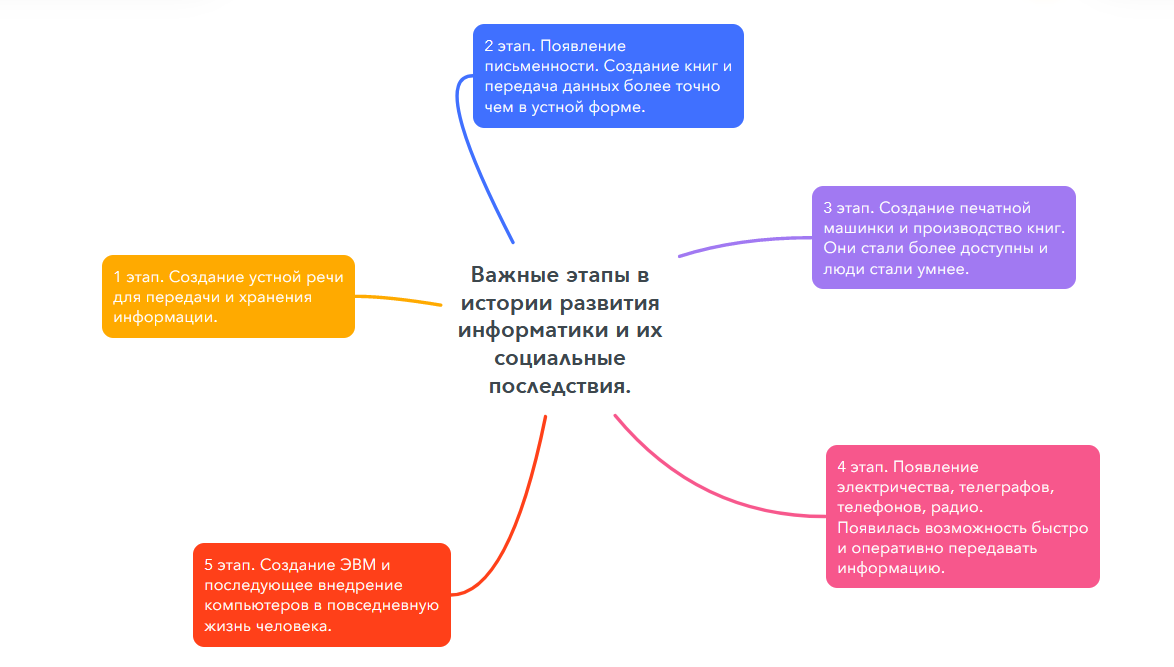 2 этап. Появление
письменности. Создание книг и
передача данных более точно
чем в устной форме.
3 этап. Создание печатной
машинки и производство книг.
Они стали более доступны и
люди стали умнее.
1 этап. Создание устной речи
для передачи и хранения
информации.
Важные этапы в
истории развития
информатики и их
социальные
последствия.
4 этап. Появление
электричества, телеграфов,
телефонов, радио.
Появилась возможность быстро
и оперативно передавать
информацию.
5 этап. Создание ЭВМ и
последующее внедрение
компьютеров в повседневную
жизнь человека.